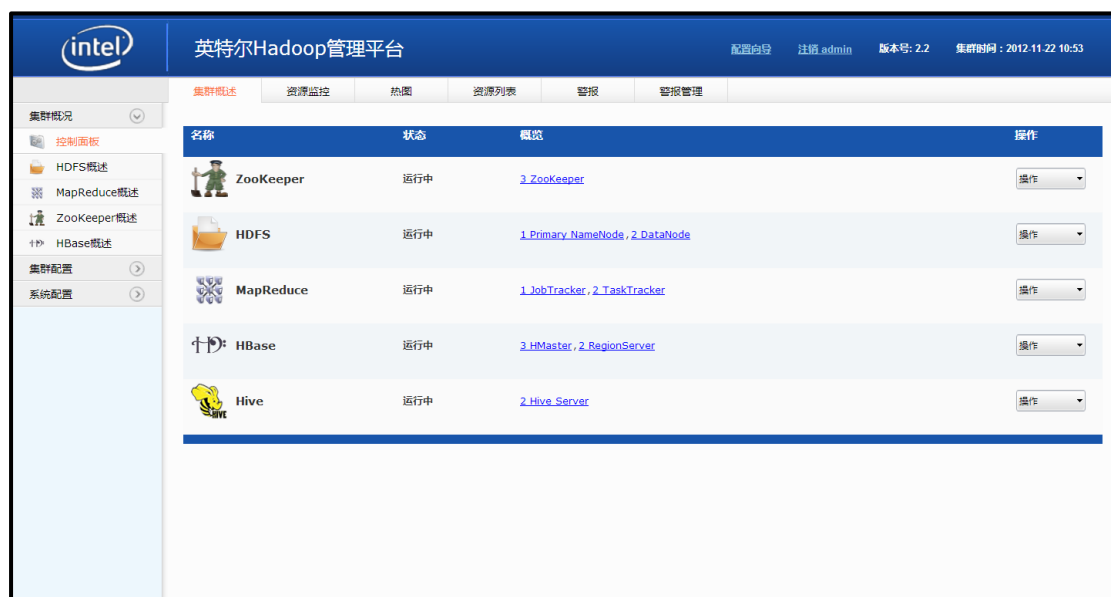 intel 英特尔Hadoop管理平台 配置向导 注销 admin 版本号: 2.2 集群时间 : 2012-11-22 10:53
集群概述 资源监控 热图 资源列表 警报 警报管理
集群概况
控制面板
HDFS概述
MapReduce概述
ZooKeeper概述
HBase概述
集群配置
系统配置
名称 状态 概览 操作
ZooKeeper 运行中 3 ZooKeeper 操作
HDFS 运行中 1 Primary NameNode , 2 DataNode 操作
MapReduce 运行中 1 JobTracker , 2 TaskTracker 操作
HBase 运行中 3 HMaster , 2 RegionServer 操作
HIVE Hive 运行中 2 Hive Server 操作